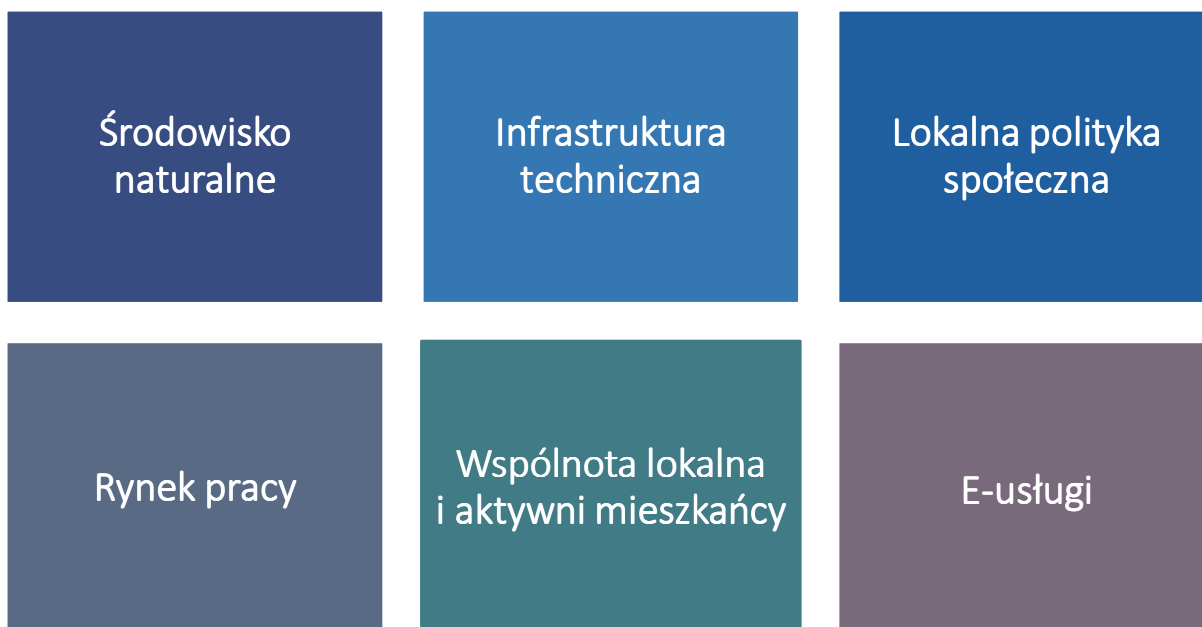 Środowisko
naturalne
Infrastruktura
techniczna
Lokalna polityka
społeczna
Rynek pracy
Wspólnota lokalna
i aktywni mieszkańcy
E-usługi